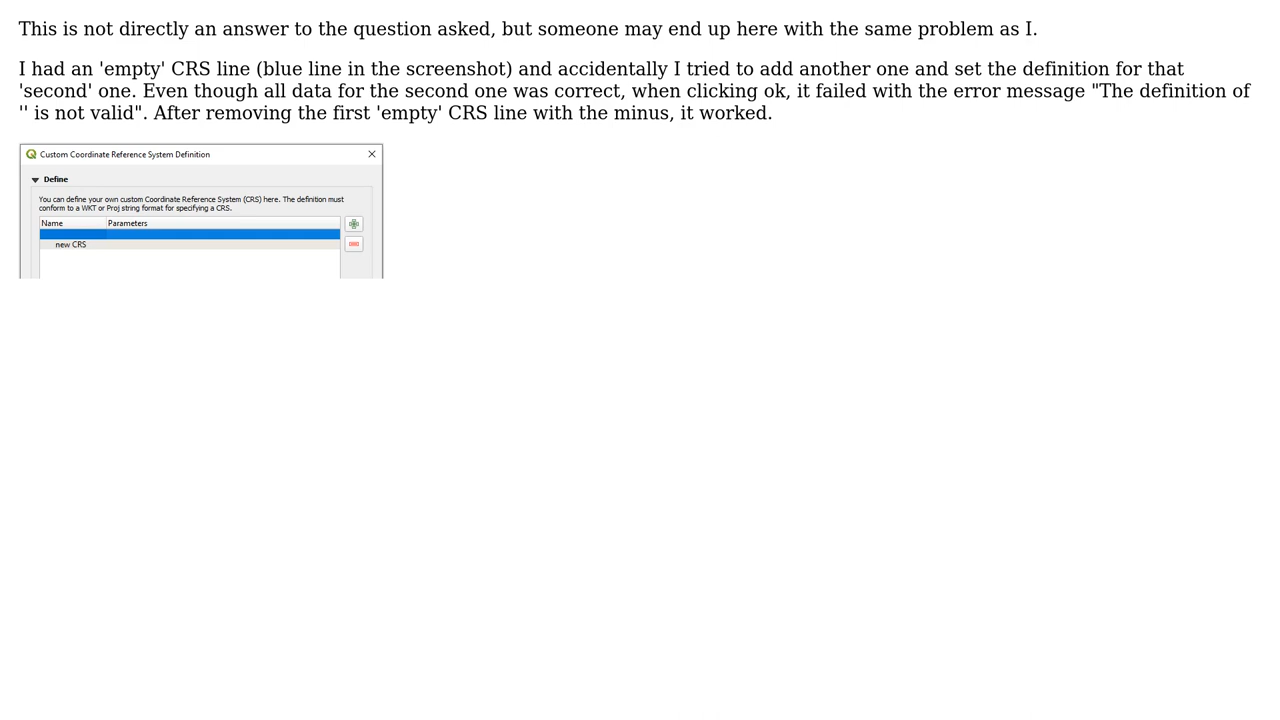 This is not directly an answer to the question asked, but someone may end up here with the same problem as I.
I had an 'empty' CRS line (blue line in the screenshot) and accidentally I tried to add another one and set the definition for that
'second' one. Even though all data for the second one was correct, when clicking ok, it failed with the error message "The definition of
'' is not valid". After removing the first 'empty' CRS line with the minus, it worked.
Custom Coordinate Reference System Definition
Define
You can define your own custom Coordinate Reference System (CRS) here. The definition must
conform to a WKT or Proj string format for specifying a CRS.
Name Parameters
new CRS